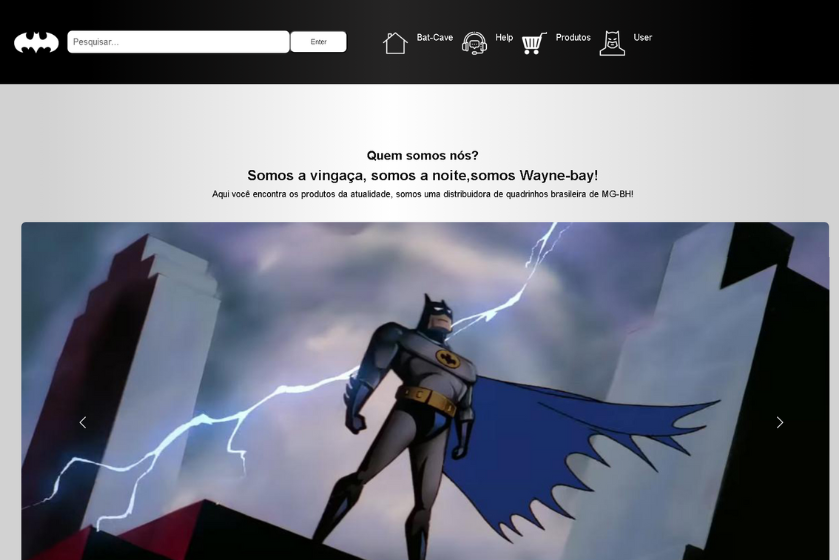 Pesquisar...
Enter
Bat-Cave
Help
Produtos
User
Quem somos nós?
Somos a vingaça, somos a noite,somos Wayne-bay!
Aqui você encontra os produtos da atualidade, somos uma distribuidora de quadrinhos brasileira de MG-BH!